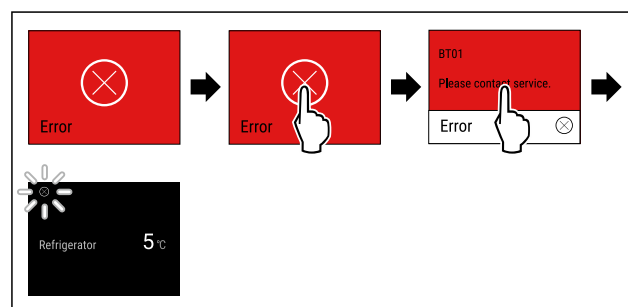 Error
Error
BT01
Please contact service.
Error
Refrigerator 5 °C